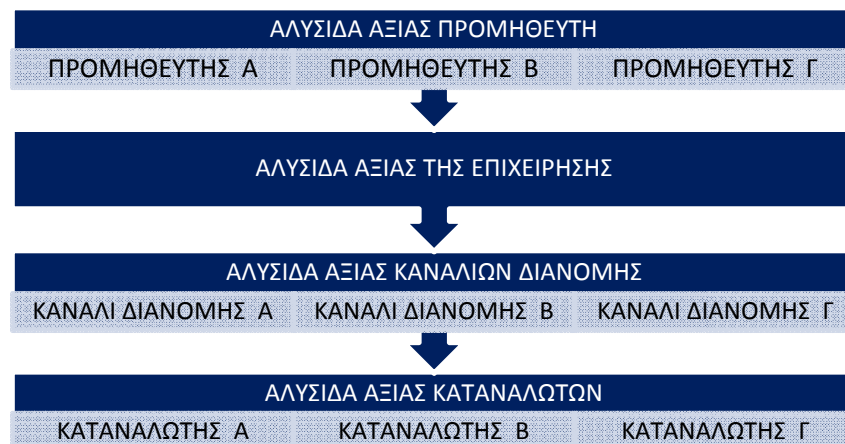 ΑΛΥΣΙΔΑ ΑΞΙΑΣ ΠΡΟΜΗΘΕΥΤΗ
ΠΡΟΜΗΘΕΥΤΗΣ Α ΠΡΟΜΗΘΕΥΤΗΣ Β ΠΡΟΜΗΘΕΥΤΗΣ Γ
ΑΛΥΣΙΔΑ ΑΞΙΑΣ ΤΗΣ ΕΠΙΧΕΙΡΗΣΗΣ
ΑΛΥΣΙΔΑ ΑΞΙΑΣ ΚΑΝΑΛΙΩΝ ΔΙΑΝΟΜΗΣ
ΚΑΝΑΛΙ ΔΙΑΝΟΜΗΣ Α ΚΑΝΑΛΙ ΔΙΑΝΟΜΗΣ Β ΚΑΝΑΛΙ ΔΙΑΝΟΜΗΣ Γ
ΑΛΥΣΙΔΑ ΑΞΙΑΣ ΚΑΤΑΝΑΛΩΤΩΝ
ΚΑΤΑΝΑΛΩΤΗΣ Α ΚΑΤΑΝΑΛΩΤΗΣ Β ΚΑΤΑΝΑΛΩΤΗΣ Γ